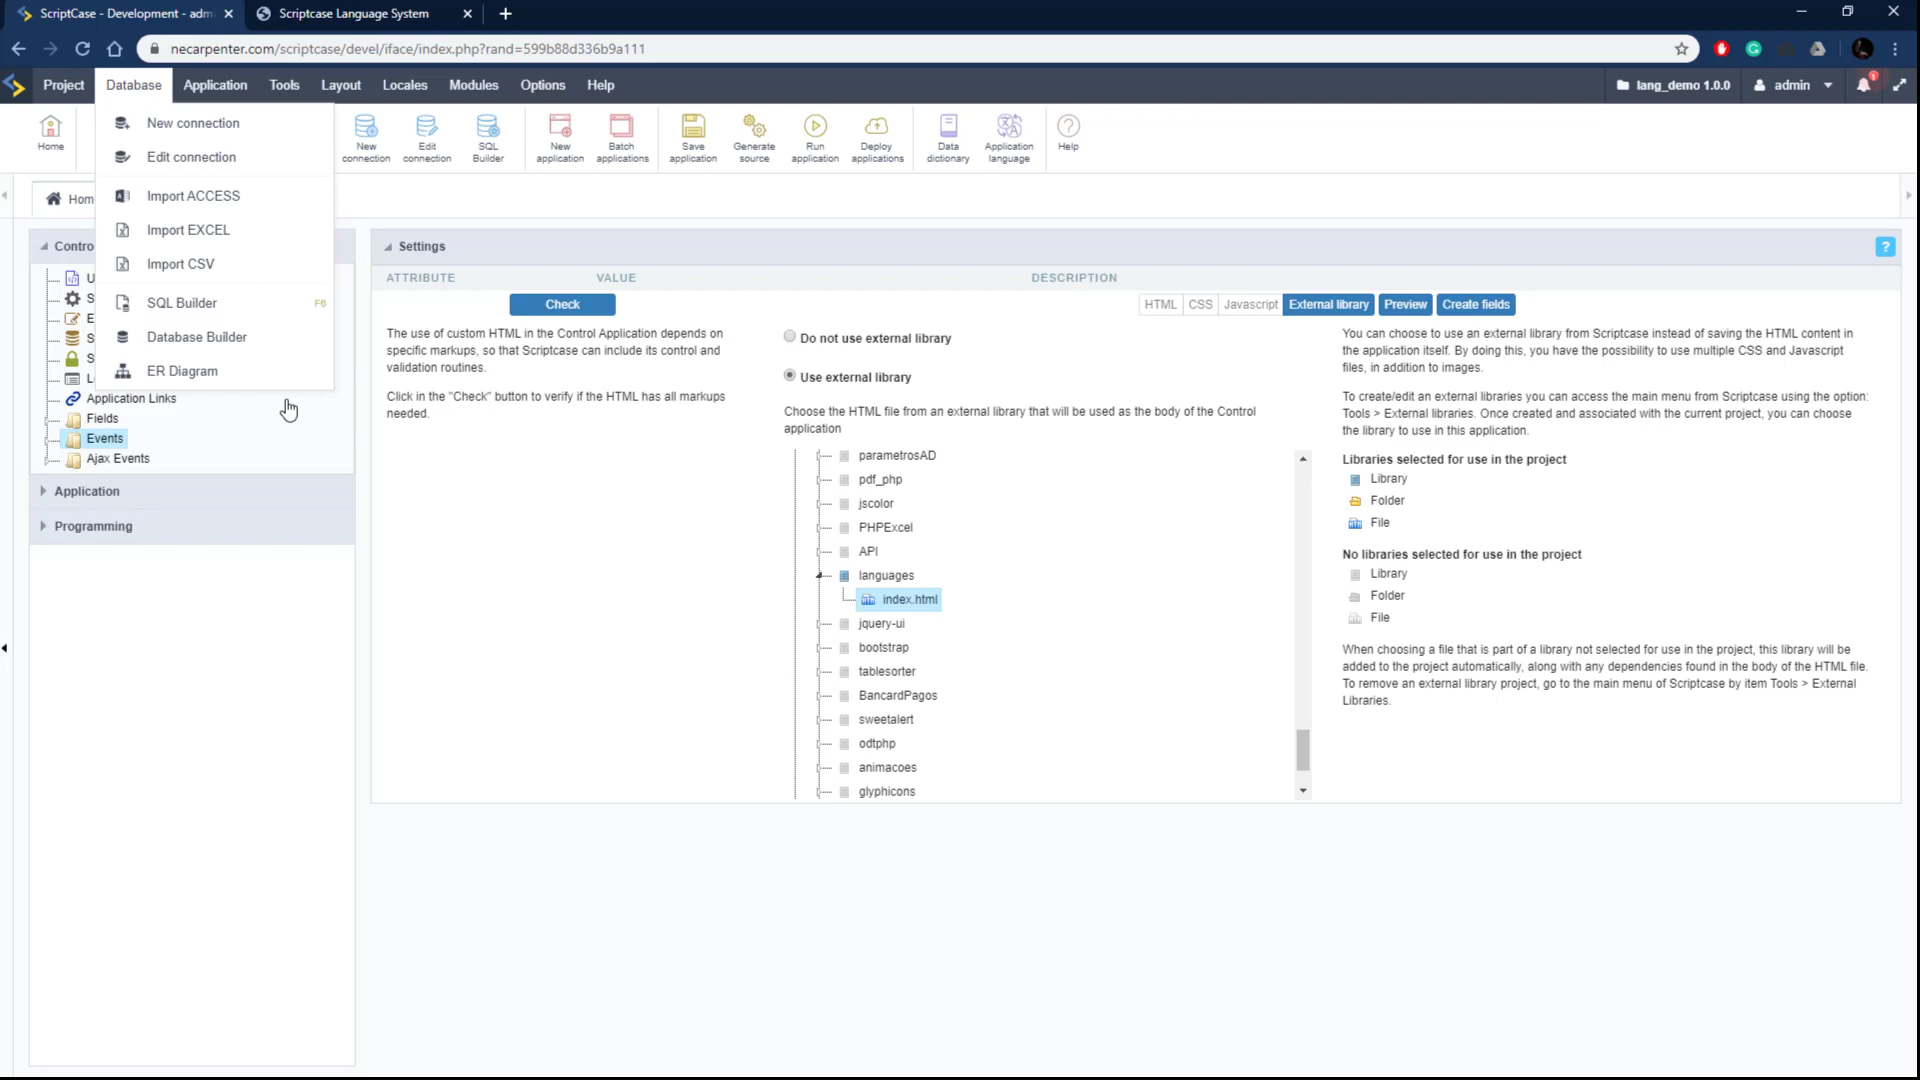 ScriptCase - Development - adm
Scriptcase Language System
necarpenter.com/scriptcase/devel/iface/index.php?rand=599b88d336b9a111
Project Database Application Tools Layout Locales Modules Options Help
lang_demo 1.0.0 admin 1
Home
New connection
Edit connection
SQL Builder
New application
Batch applications
Save application
Generate source
Run application
Deploy applications
Data dictionary
Application language
Help
New connection
Edit connection
Import ACCESS
Import EXCEL
Import CSV
SQL Builder F6
Database Builder
ER Diagram
Hom
Contro
U
S
E
S
S
L
Application Links
Fields
Events
Ajax Events
Application
Programming
Settings
?
ATTRIBUTE VALUE DESCRIPTION
Check
HTML CSS Javascript External library Preview Create fields
The use of custom HTML in the Control Application depends on
specific markups, so that Scriptcase can include its control and
validation routines.
Click in the "Check" button to verify if the HTML has all markups
needed.
Do not use external library
Use external library
Choose the HTML file from an external library that will be used as the body of the Control
application
parametrosAD
pdf_php
jscolor
PHPExcel
API
languages
index.html
jquery-ui
bootstrap
tablesorter
BancardPagos
sweetalert
odtphp
animacoes
glyphicons
You can choose to use an external library from Scriptcase instead of saving the HTML content in
the application itself. By doing this, you have the possibility to use multiple CSS and Javascript
files, in addition to images.
To create/edit an external libraries you can access the main menu from Scriptcase using the option:
Tools > External libraries. Once created and associated with the current project, you can choose
the library to use in this application.
Libraries selected for use in the project
Library
Folder
File
No libraries selected for use in the project
Library
Folder
File
When choosing a file that is part of a library not selected for use in the project, this library will be
added to the project automatically, along with any dependencies found in the body of the HTML file.
To remove an external library project, go to the main menu of Scriptcase by item Tools > External
Libraries.